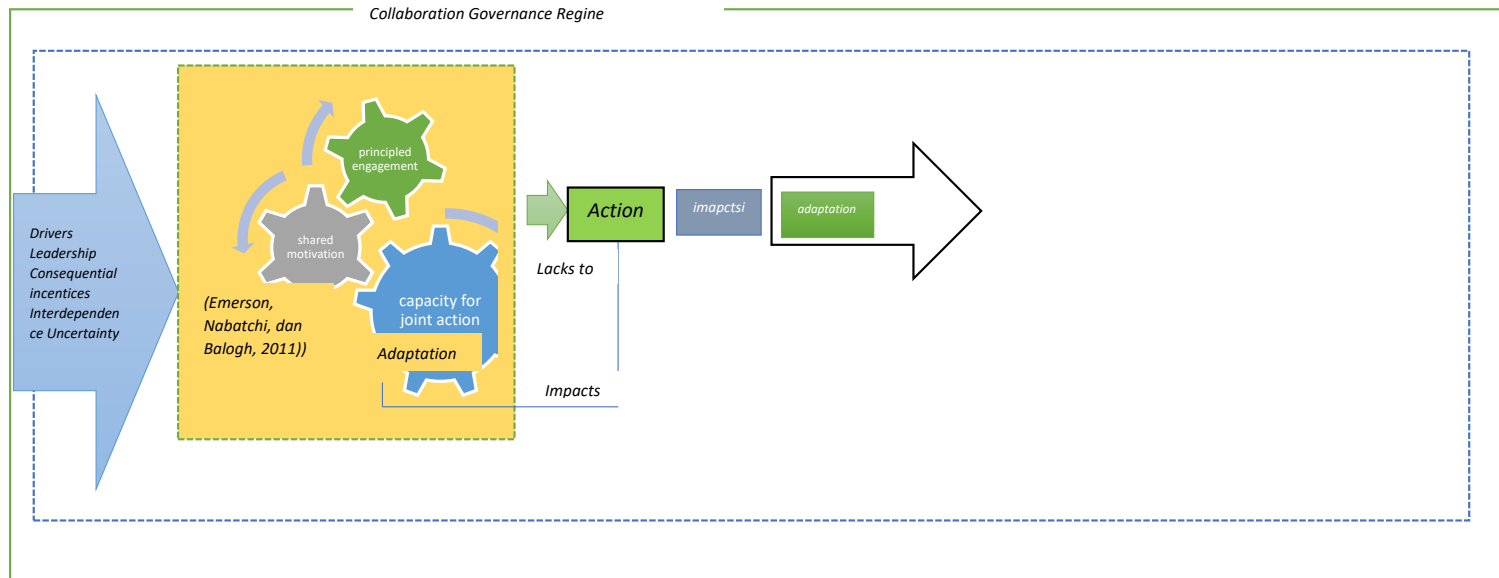 Collaboration Governance Regine
Drivers
Leadership
Consequential
incentices
Interdependen
ce Uncertainty
principled
engagement
shared
motivation
capacity for
joint action
(Emerson,
Nabatchi, dan
Balogh, 2011))
Adaptation
Action
Lacks to
Impacts
imapctsi
adaptation